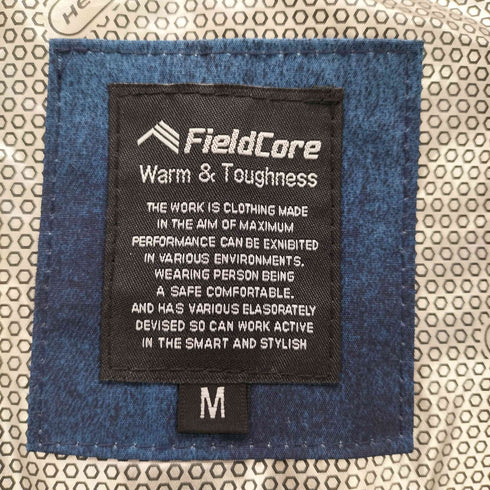 FieldCore
Warm & Toughness
THE WORK IS CLOTHING MADE
IN THE AIM OF MAXIMUM
PERFORMANCE CAN BE EXNIBITED
IN VARIOUS ENVIRONMENTS.
WEARING PERSON BEING
A SAFE COMFORTABLE.
AND HAS VARIOUS ELASORATELY
DEVISED SO CAN WORK ACTIVE
IN THE SMART AND STYLISH
M